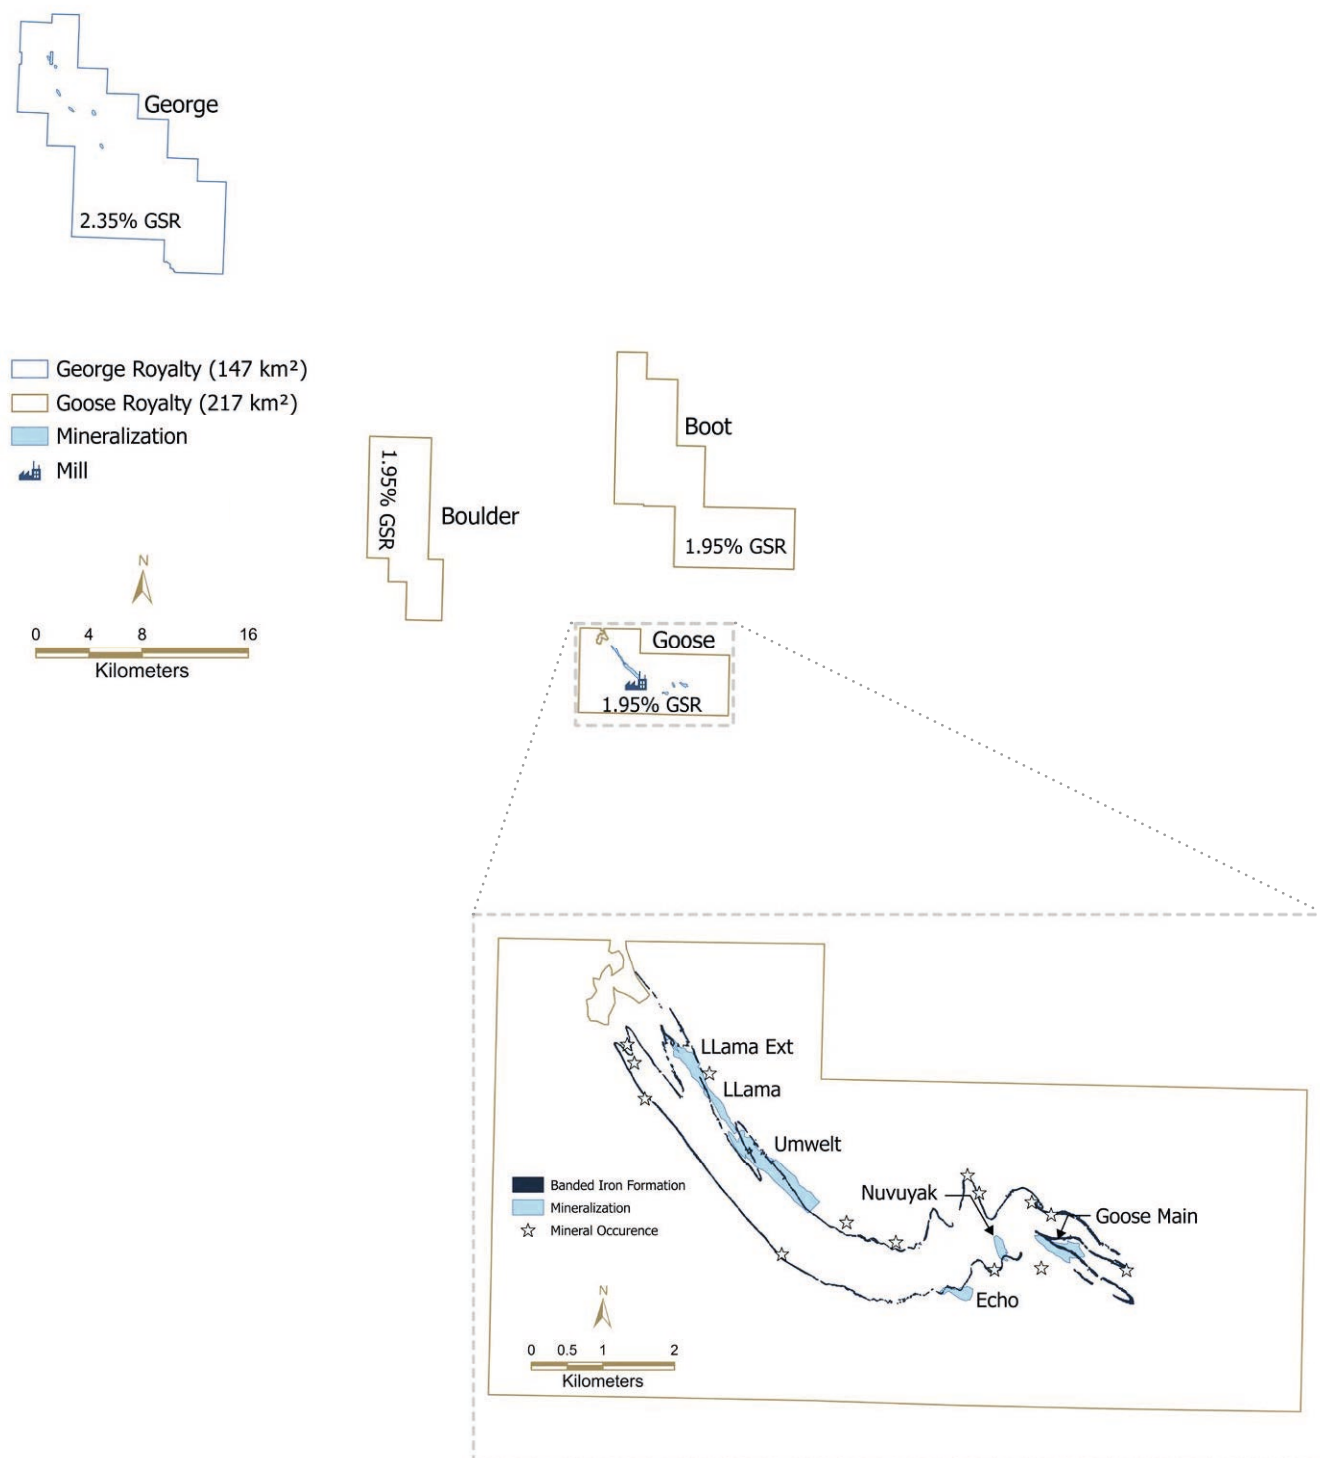 George
2.35% GSR
George Royalty (147 km²)
Goose Royalty (217 km²)
Mineralization
Mill
Boot
1.95% GSR
Boulder
1.95% GSR
N
0 4 8 16
Kilometers
Goose
1.95% GSR
LLama Ext
LLama
Umwelt
Banded Iron Formation
Mineralization
Mineral Occurence
Nuvuyak
Goose Main
Echo
N
0 0.5 1 2
Kilometers